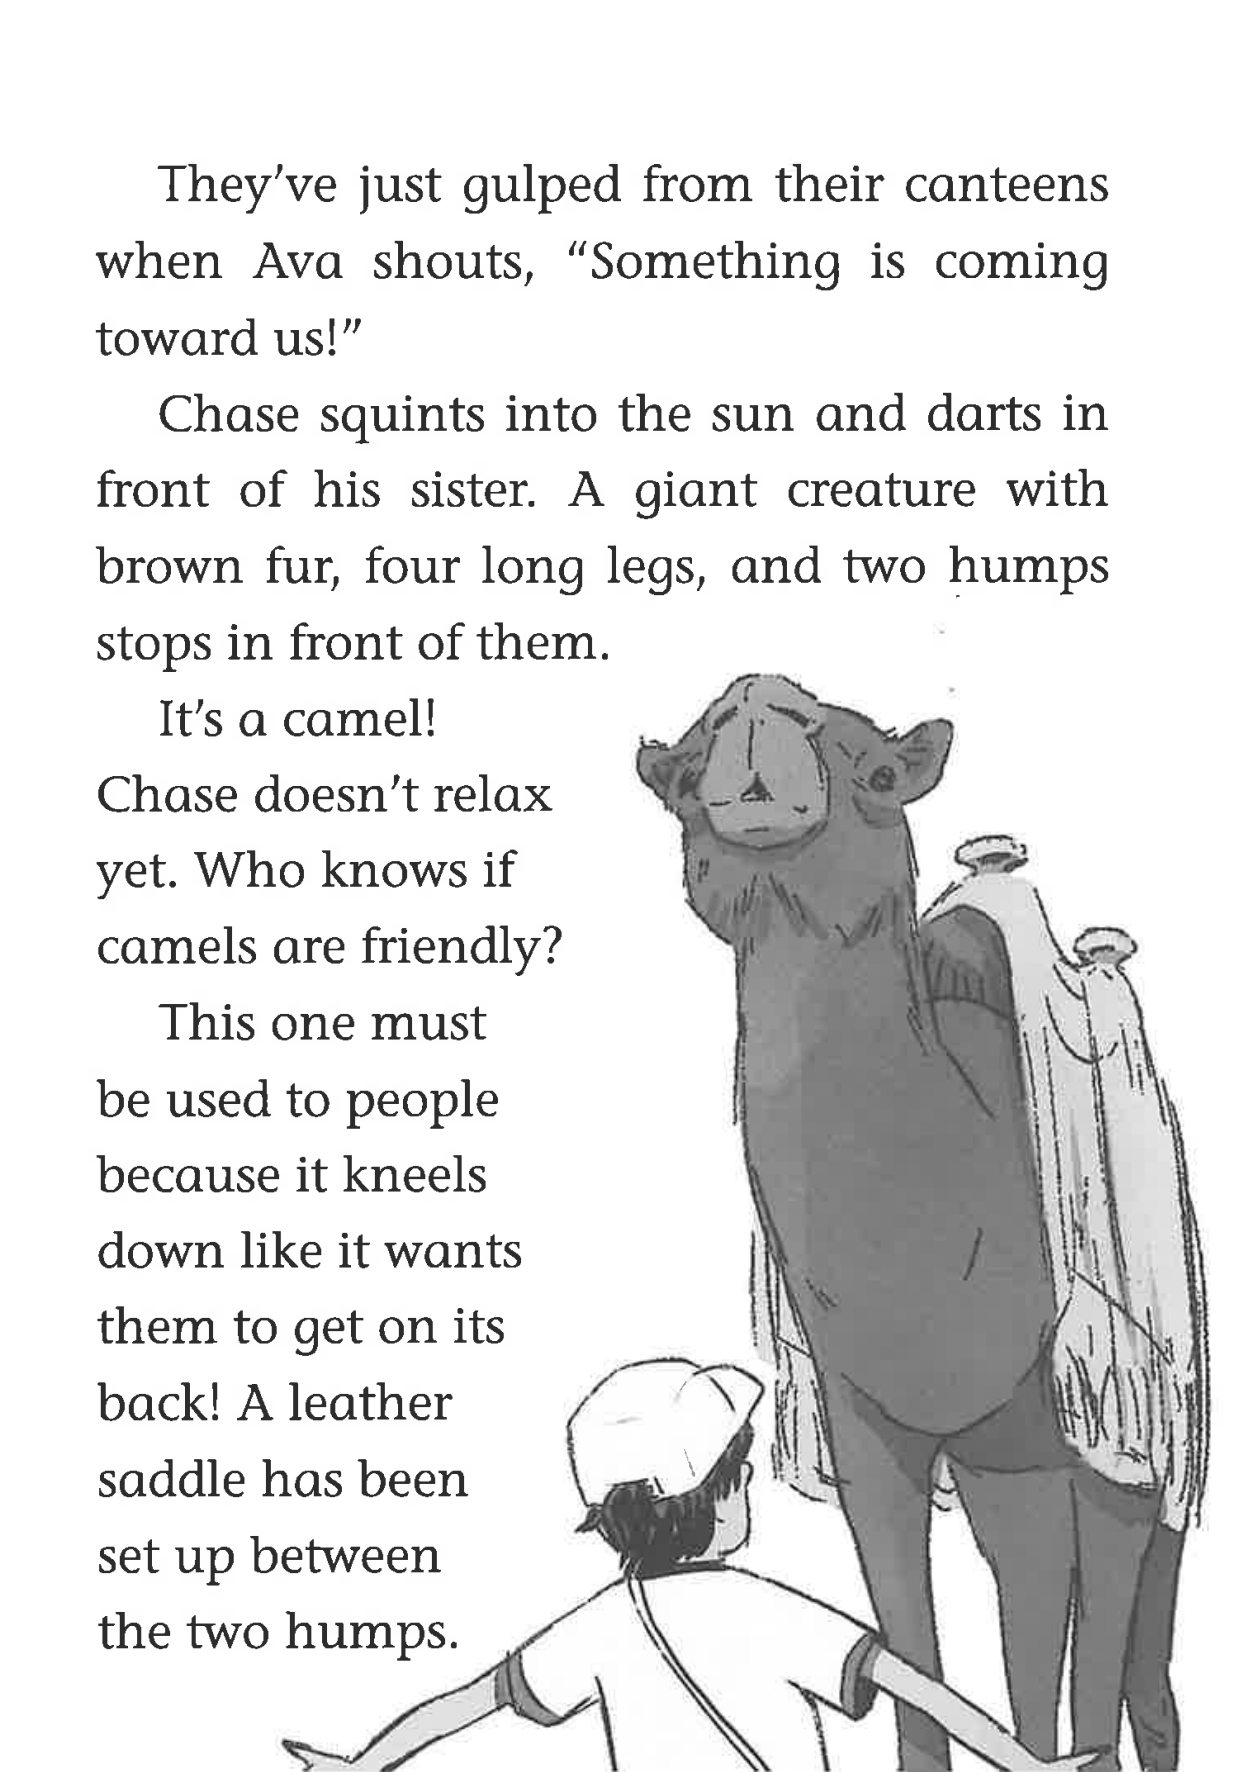 They’ve just gulped from their canteens
when Ava shouts, “Something is coming
toward us!”
Chase squints into the sun and darts in
front of his sister. A giant creature with
brown fur, four long legs, and two humps
stops in front of them.
It’s a camel!
Chase doesn’t relax
yet. Who knows if
camels are friendly?
This one must
be used to people
because it kneels
down like it wants
them to get on its
back! A leather
saddle has been
set up between
the two humps.